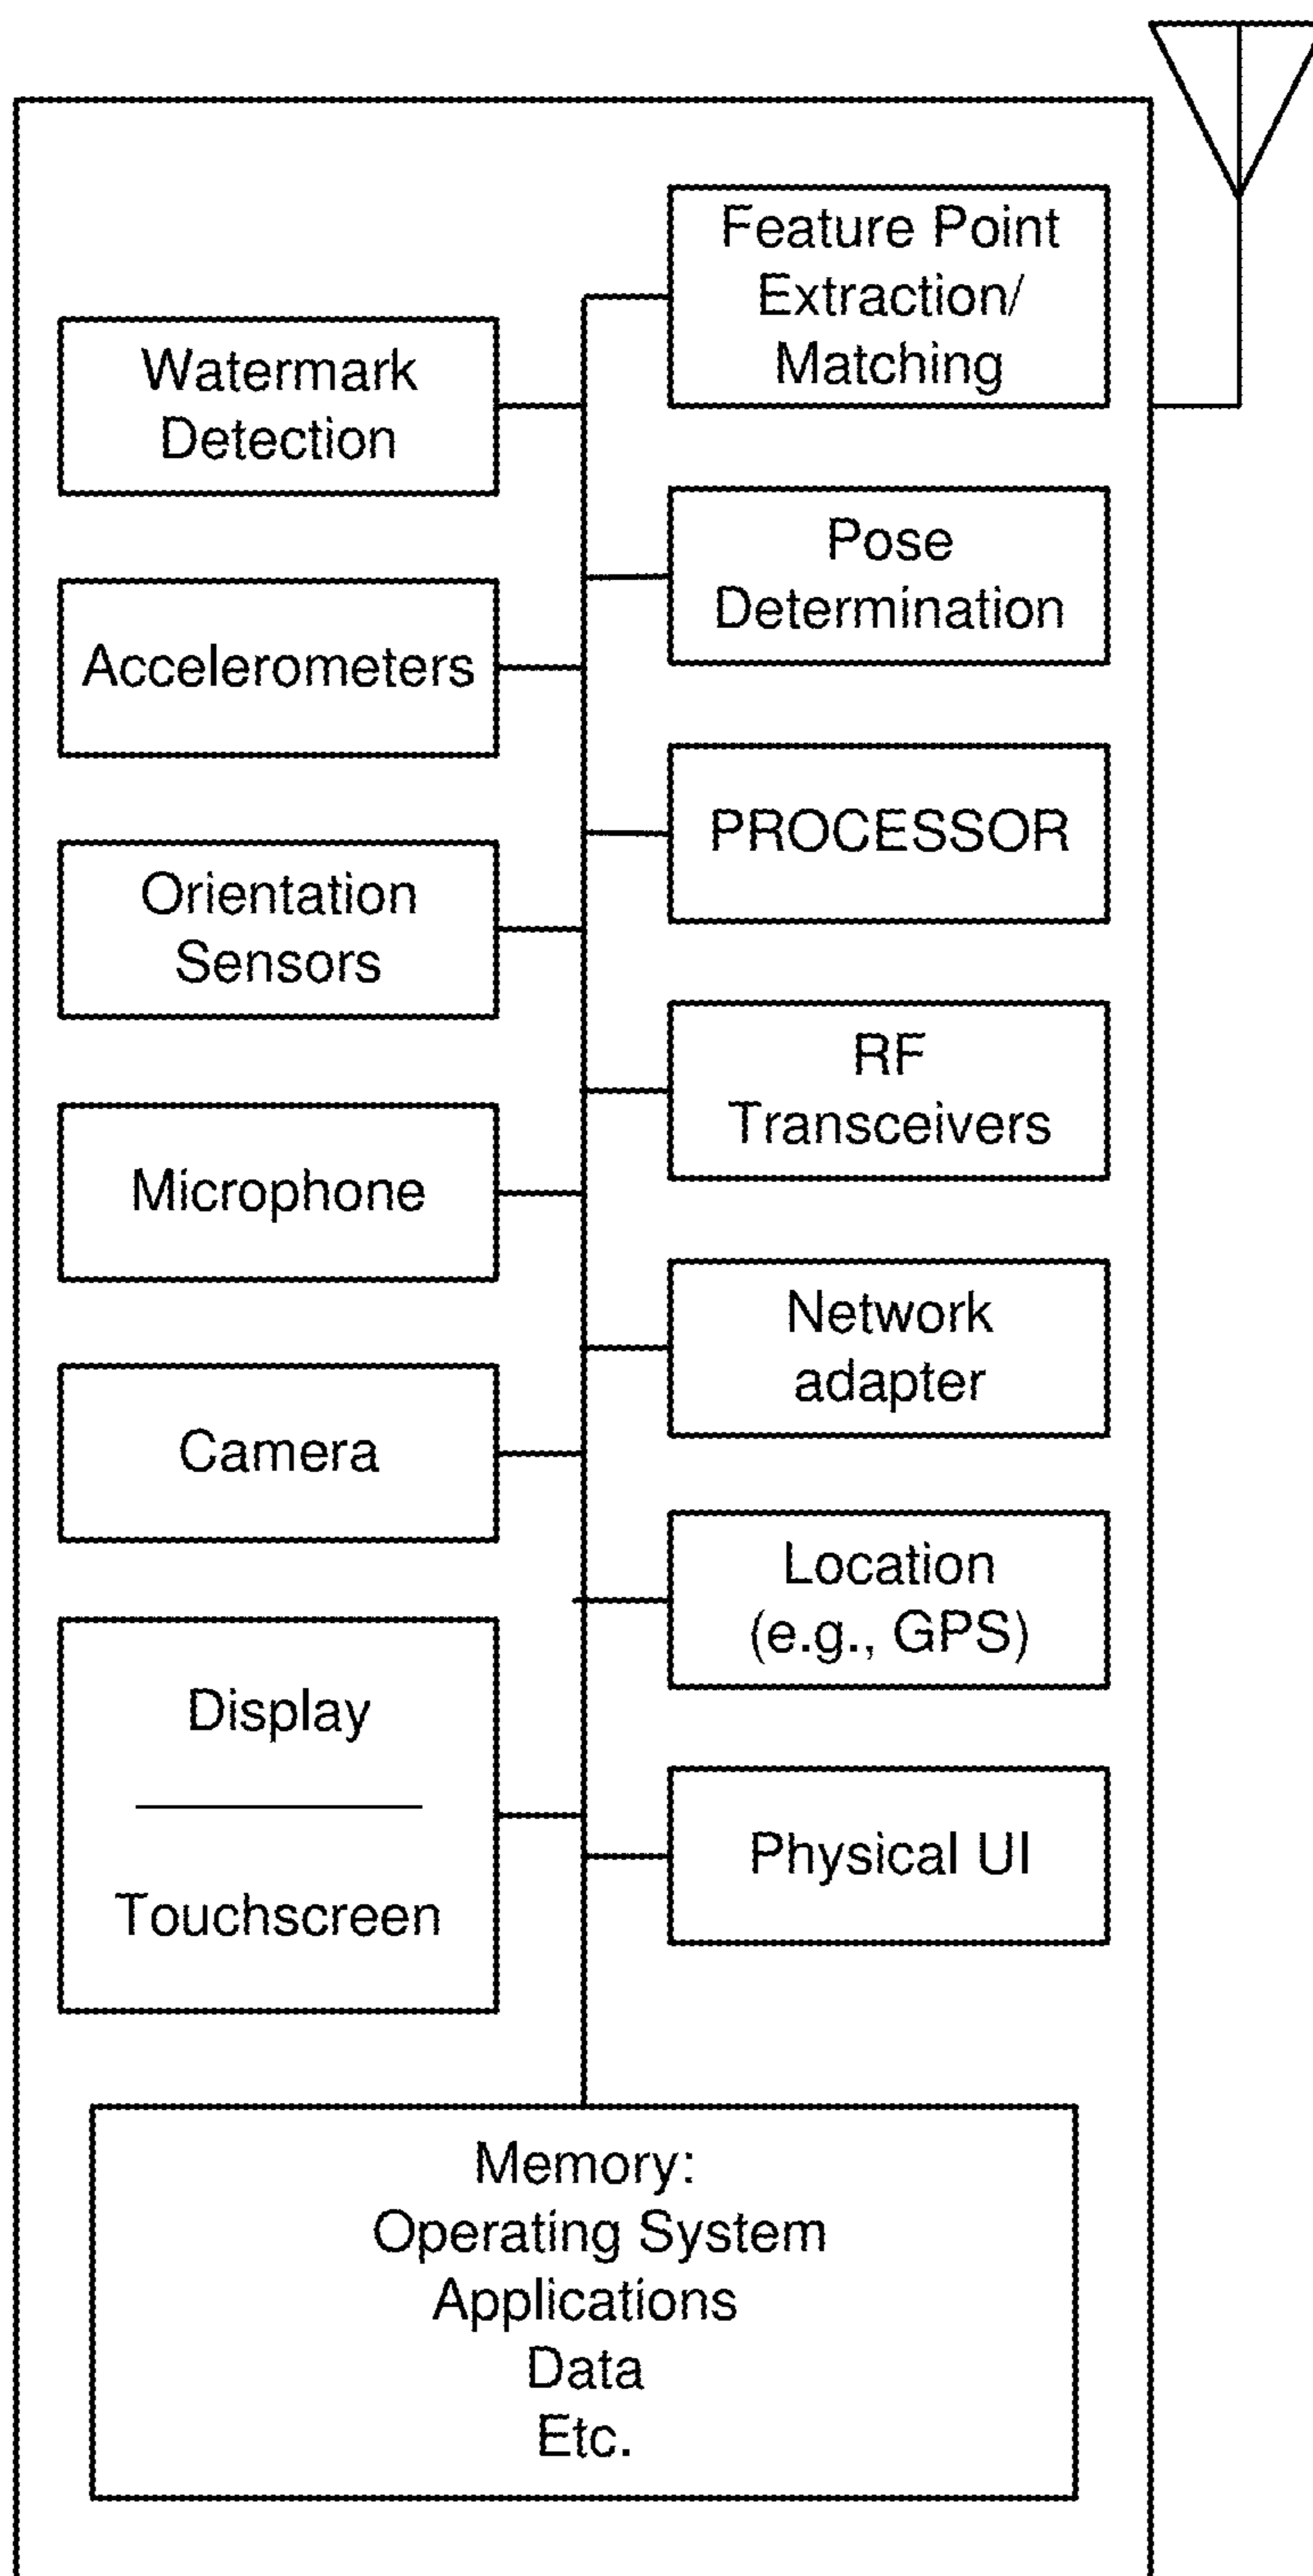 Feature Point
Extraction/
Matching
Watermark
Detection
Pose
Determination
Accelerometers
PROCESSOR
Orientation
Sensors
RF
Transceivers
Microphone
Network
adapter
Camera
Location
(e.g., GPS)
Display
Touchscreen
Physical UI
Memory:
Operating System
Applications
Data
Etc.